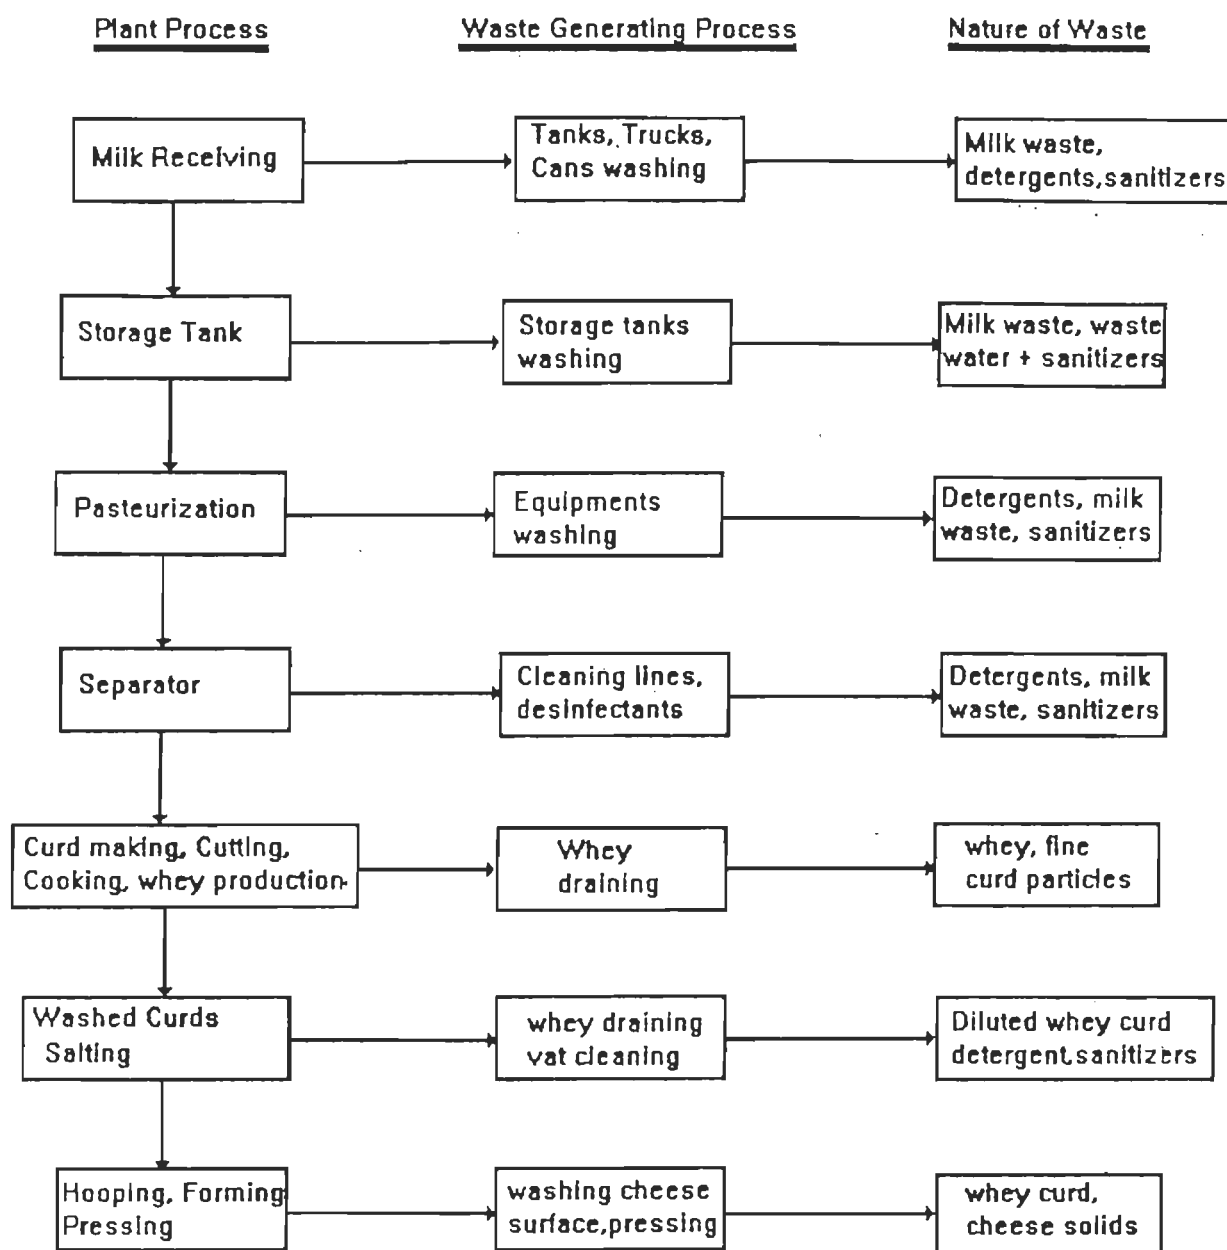 Plant Process
Waste Generating Process
Nature of Waste
Milk Receiving
Tanks, Trucks,
Cans washing
Milk waste,
detergents,sanitizers
Storage Tank
Storage tanks
washing
Milk waste, waste
water + sanitizers
Pasteurization
Equipments
washing
Detergents, milk
waste, sanitizers
Separator
Cleaning lines,
desinfectants
Detergents, milk
waste, sanitizers
Curd making, Cutting,
Cooking, whey production
Whey
draining
whey, fine
curd particles
Washed Curds
Salting
whey draining
vat cleaning
Diluted whey curd
detergent,sanitizers
Hooping, Forming
Pressing
washing cheese
surface,pressing
whey curd,
cheese solids